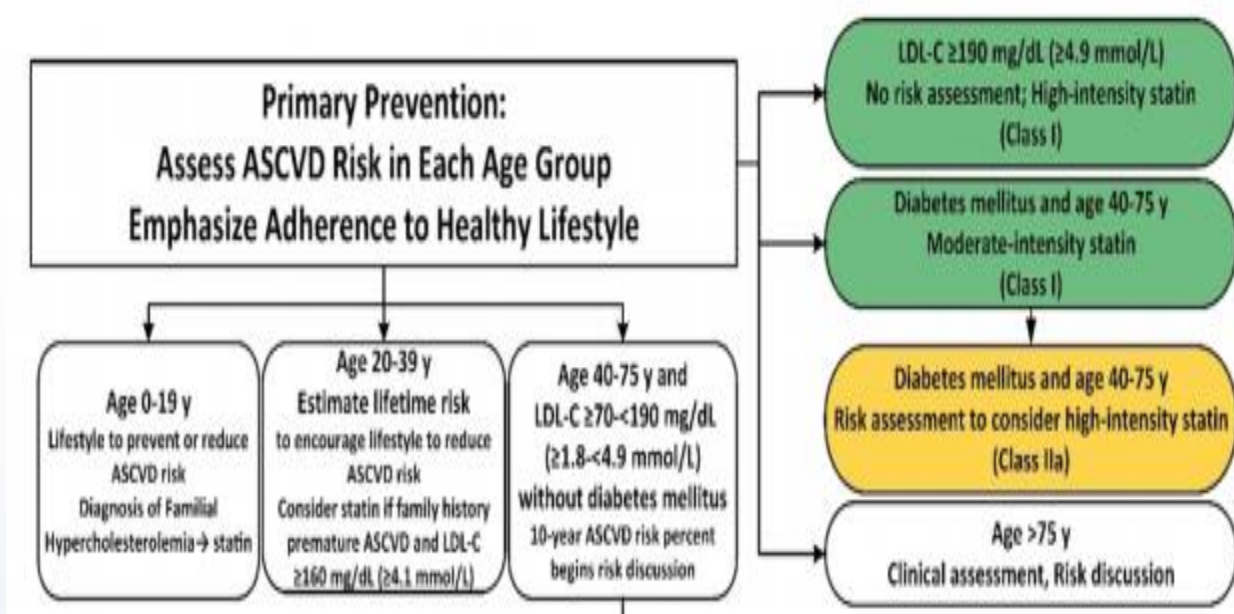 Primary Prevention:
Assess ASCVD Risk in Each Age Group
Emphasize Adherence to Healthy Lifestyle
Age 0-19 y
Lifestyle to prevent or reduce
ASCVD risk
Diagnosis of Familial
Hypercholesterolemia→ statin
Age 20-39 y
Estimate lifetime risk
to encourage lifestyle to reduce
ASCVD risk
Consider statin if family history
premature ASCVD and LDL-C
≥160 mg/dL (≥4.1 mmol/L)
Age 40-75 y and
LDL-C ≥70-<190 mg/dL
(≥1.8-<4.9 mmol/L)
without diabetes mellitus
10-year ASCVD risk percent
begins risk discussion
LDL-C ≥190 mg/dL (≥4.9 mmol/L)
No risk assessment; High-intensity statin
(Class I)
Diabetes mellitus and age 40-75 y
Moderate-intensity statin
(Class I)
Diabetes mellitus and age 40-75 y
Risk assessment to consider high-intensity statin
(Class IIa)
Age >75 y
Clinical assessment, Risk discussion